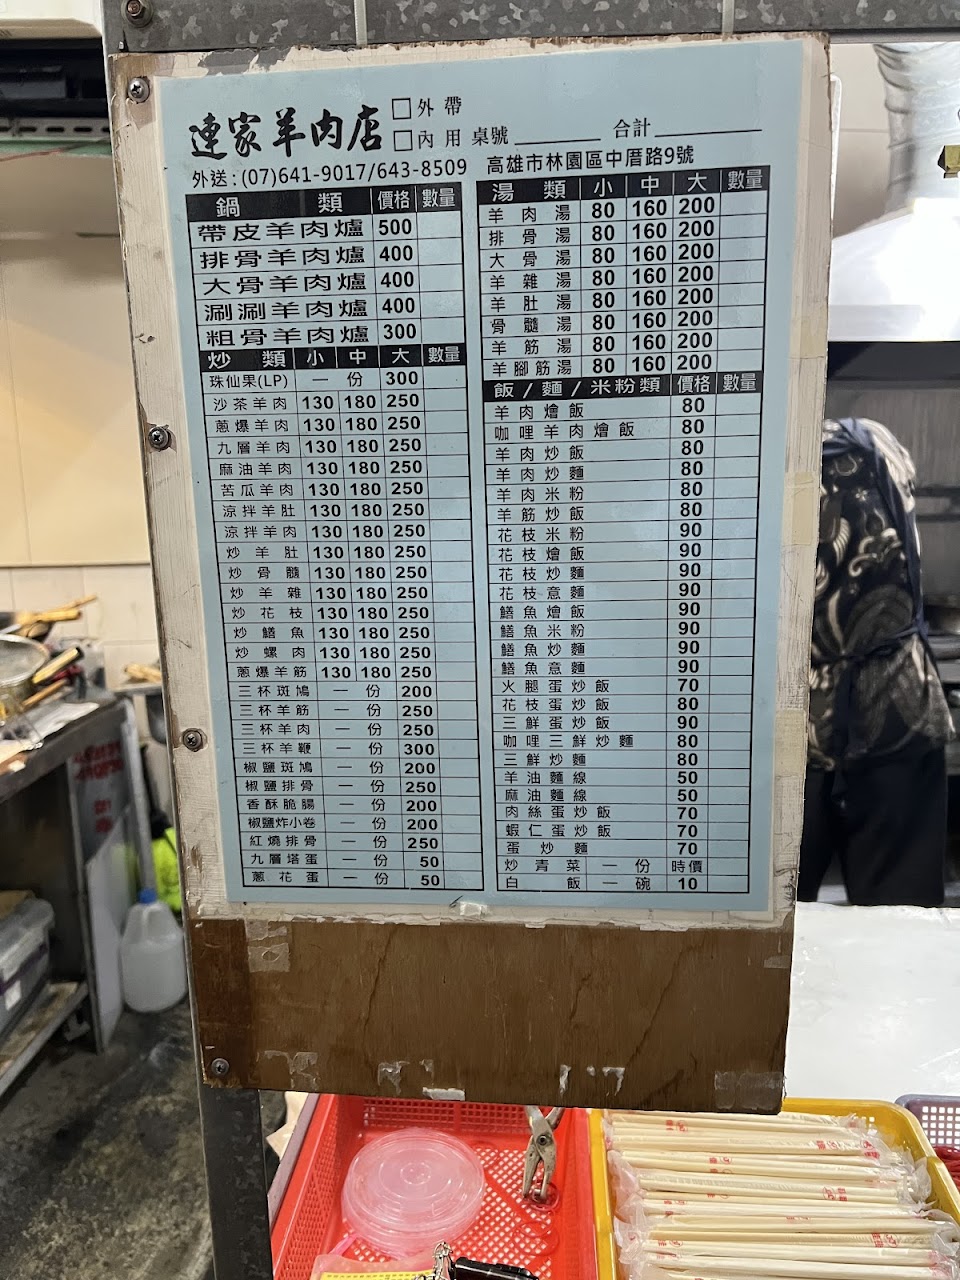 連家羊肉店 □外帶
□內用 桌號 合計
外送:(07)641-9017/643-8509 高雄市林園區中厝路9號
鍋類 價格 數量
帶皮羊肉爐 500
排骨羊肉爐 400
大骨羊肉爐 400
涮涮羊肉爐 400
粗骨羊肉爐 300
炒類 小 中 大 數量
珠仙果(LP) 一份 300
沙茶羊肉 130 180 250
蔥爆羊肉 130 180 250
九層羊肉 130 180 250
麻油羊肉 130 180 250
苦瓜羊肉 130 180 250
涼拌羊肚 130 180 250
涼拌羊肉 130 180 250
炒羊肚 130 180 250
炒骨髓 130 180 250
炒羊雜 130 180 250
炒花枝 130 180 250
炒鱔魚 130 180 250
炒螺肉 130 180 250
蔥爆羊筋 130 180 250
三杯斑鳩 一份 200
三杯羊筋 一份 250
三杯羊肉 一份 250
三杯羊鞭 一份 300
椒鹽斑鳩 一份 200
椒鹽排骨 一份 250
香酥脆腸 一份 200
椒鹽炸小卷 一份 200
紅燒排骨 一份 250
九層塔蛋 一份 50
蔥花蛋 一份 50
湯類 小 中 大 數量
羊肉湯 80 160 200
排骨湯 80 160 200
大骨湯 80 160 200
羊雜湯 80 160 200
羊肚湯 80 160 200
骨髓湯 80 160 200
羊筋湯 80 160 200
羊腳筋湯 80 160 200
飯/麵/米粉類 價格 數量
羊肉燴飯 80
咖哩羊肉燴飯 80
羊肉炒飯 80
羊肉炒麵 80
羊肉米粉 80
羊筋炒飯 80
花枝米粉 90
花枝燴飯 90
花枝炒麵 90
花枝意麵 90
鱔魚燴飯 90
鱔魚米粉 90
鱔魚炒麵 90
鱔魚意麵 90
火腿蛋炒飯 70
花枝蛋炒飯 80
三鮮蛋炒飯 90
咖哩三鮮炒麵 80
三鮮炒麵 80
羊油麵線 50
麻油麵線 50
肉絲蛋炒飯 70
蝦仁蛋炒飯 70
蛋炒麵 70
炒青菜 一份 時價
白飯 一碗 10